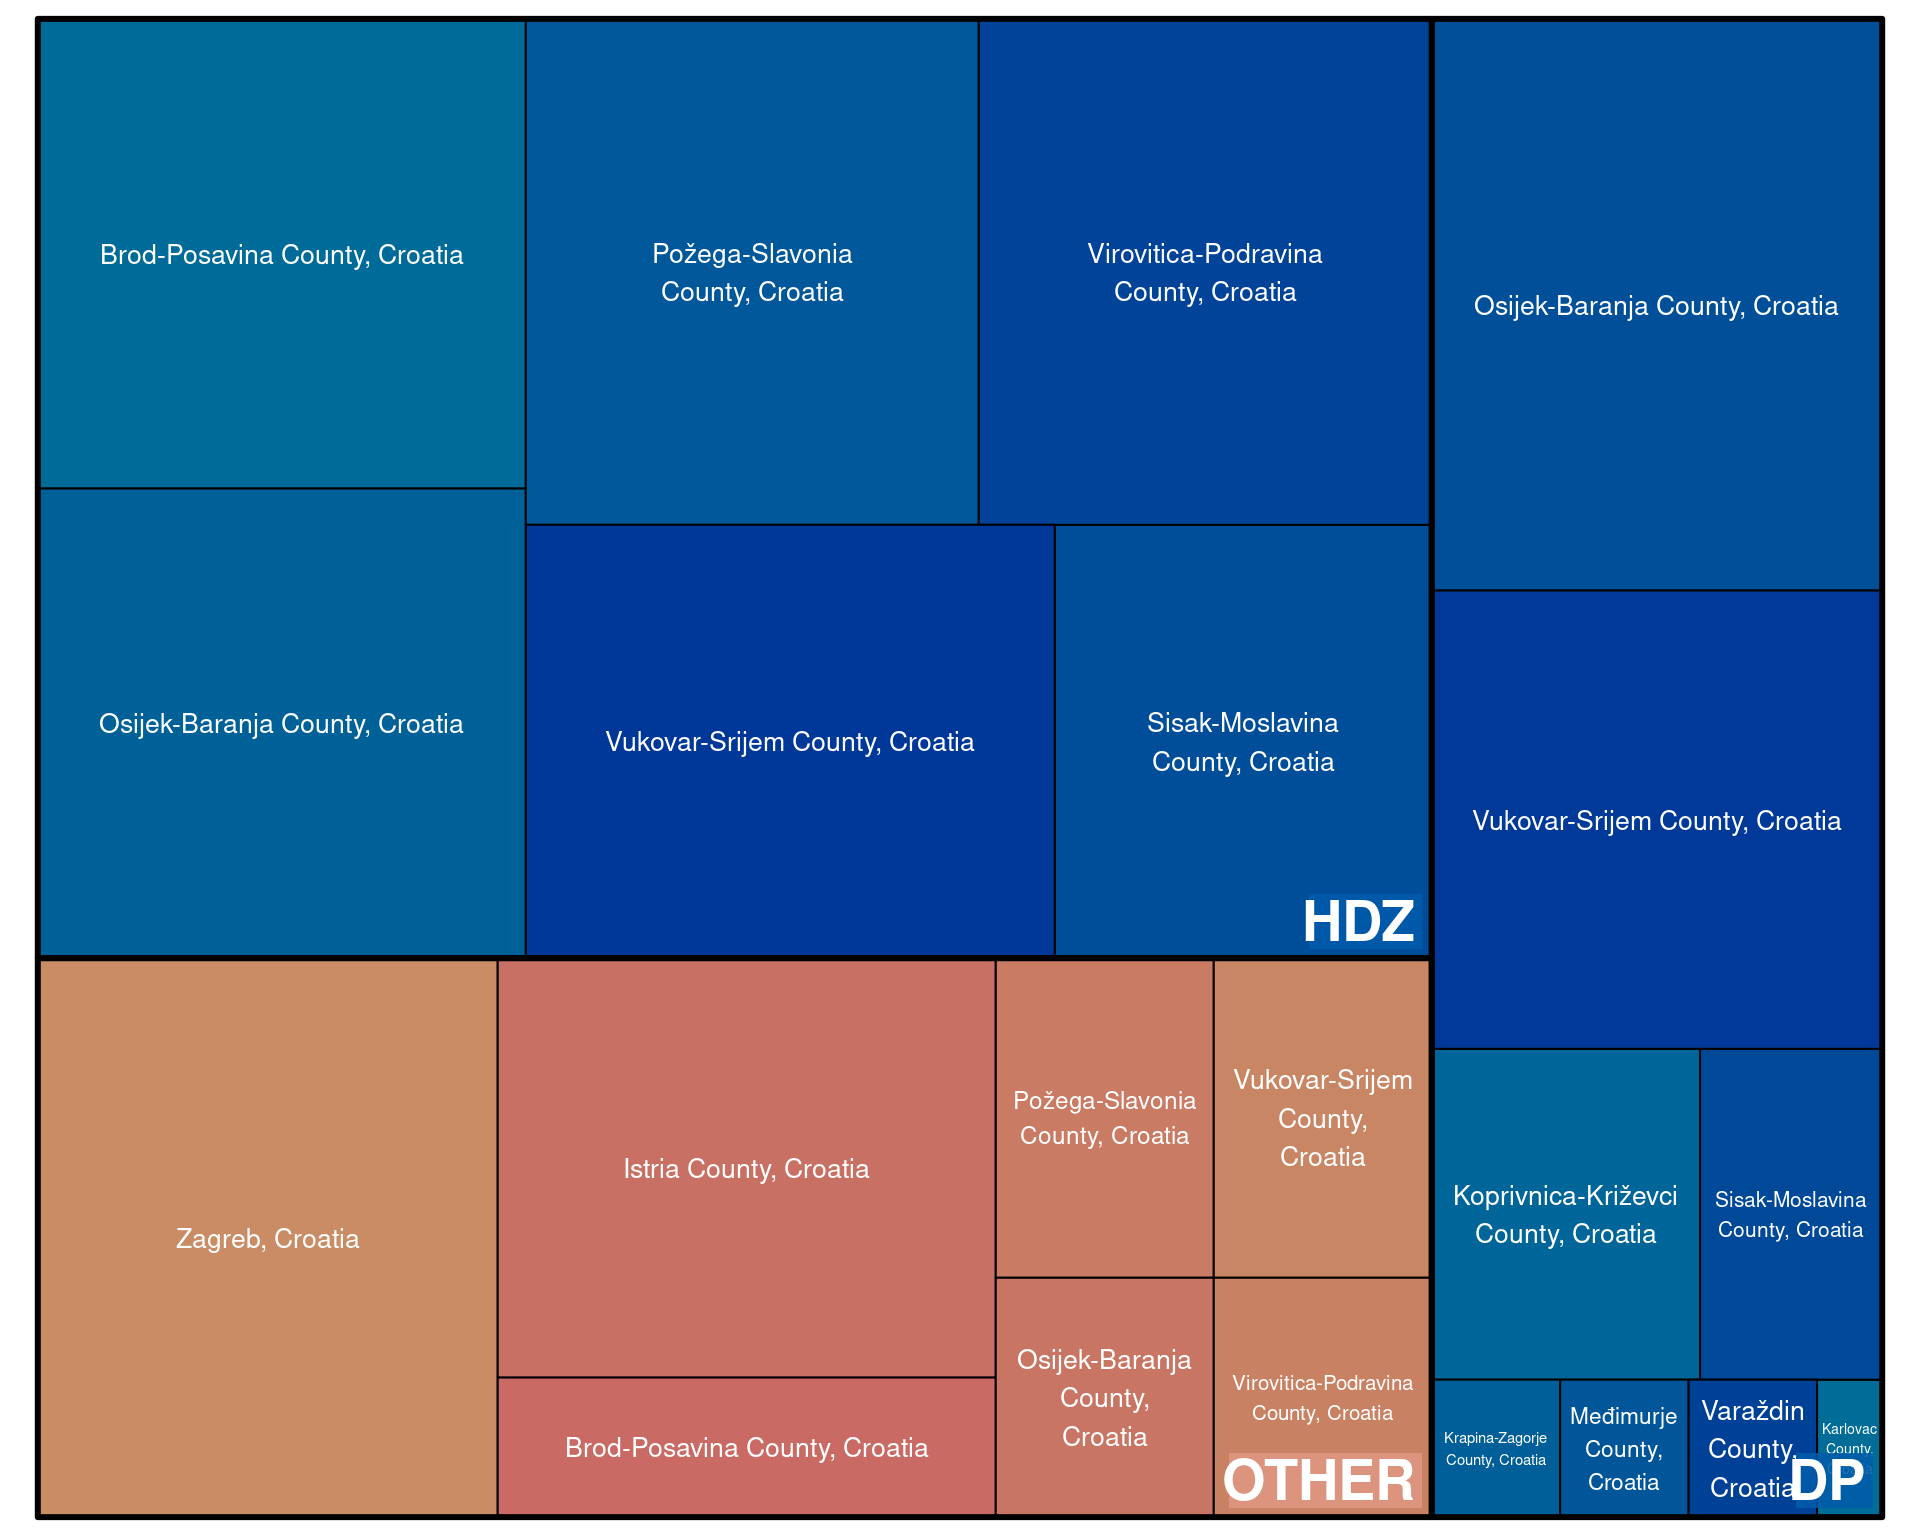 Brod-Posavina County, Croatia
Požega-Slavonia
County, Croatia
Virovitica-Podravina
County, Croatia
Osijek-Baranja County, Croatia
Osijek-Baranja County, Croatia
Vukovar-Srijem County, Croatia
Sisak-Moslavina
County, Croatia
HDZ
Vukovar-Srijem County, Croatia
Zagreb, Croatia
Istria County, Croatia
Brod-Posavina County, Croatia
Požega-Slavonia
County, Croatia
Vukovar-Srijem
County,
Croatia
Osijek-Baranja
County,
Croatia
Virovitica-Podravina
County, Croatia
OTHER
Koprivnica-Križevci
County, Croatia
Sisak-Moslavina
County, Croatia
Krapina-Zagorje
County, Croatia
Međimurje
County,
Croatia
Varaždin
County,
Croatia
Karlovac
County,
DP